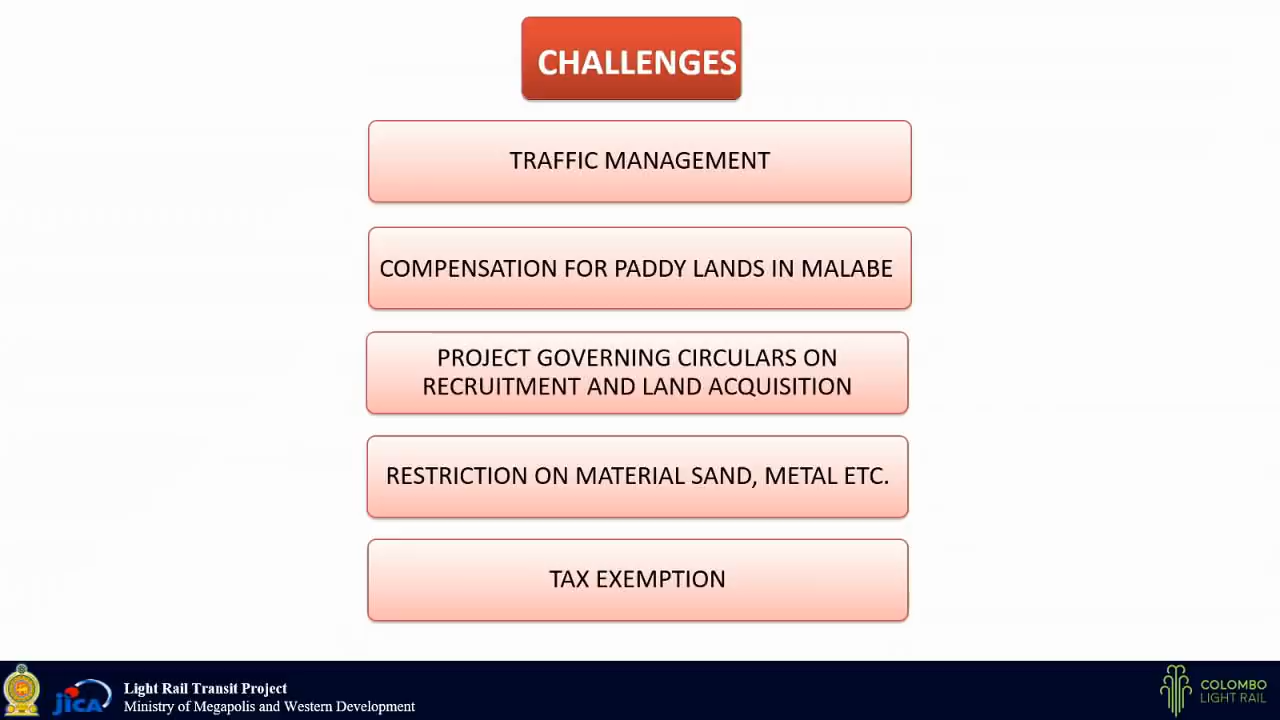 CHALLENGES
TRAFFIC MANAGEMENT
COMPENSATION FOR PADDY LANDS IN MALABE
PROJECT GOVERNING CIRCULARS ON
RECRUITMENT AND LAND ACQUISITION
RESTRICTION ON MATERIAL SAND, METAL ETC.
TAX EXEMPTION
jica
Light Rail Transit Project
Ministry of Megapolis and Western Development
COLOMBO
LIGHT RAIL